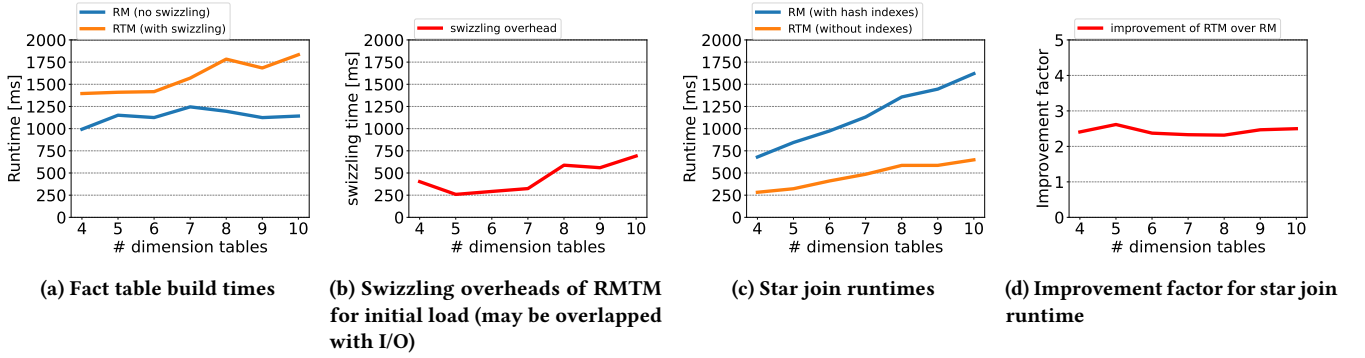 RM (no swizzling)
RTM (with swizzling)
Runtime [ms]
2000
1750
1500
1250
1000
750
500
250
0
4 5 6 7 8 9 10
# dimension tables
(a) Fact table build times
swizzling overhead
swizzling time [ms]
2000
1750
1500
1250
1000
750
500
250
0
4 5 6 7 8 9 10
# dimension tables
(b) Swizzling overheads of RMTM
for initial load (may be overlapped
with I/O)
RM (with hash indexes)
RTM (without indexes)
Runtime [ms]
2000
1750
1500
1250
1000
750
500
250
0
4 5 6 7 8 9 10
# dimension tables
(c) Star join runtimes
improvement of RTM over RM
Improvement factor
5
4
3
2
1
0
4 5 6 7 8 9 10
# dimension tables
(d) Improvement factor for star join
runtime